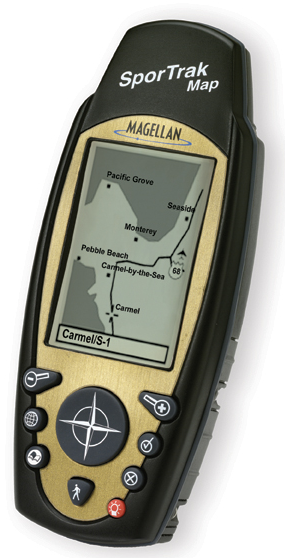 SporTrak
Map
MAGELLAN
Pacific Grove
Seaside
Monterey
Pebble Beach
68
Carmel-by-the-Sea
Carmel
Carmel/S-1